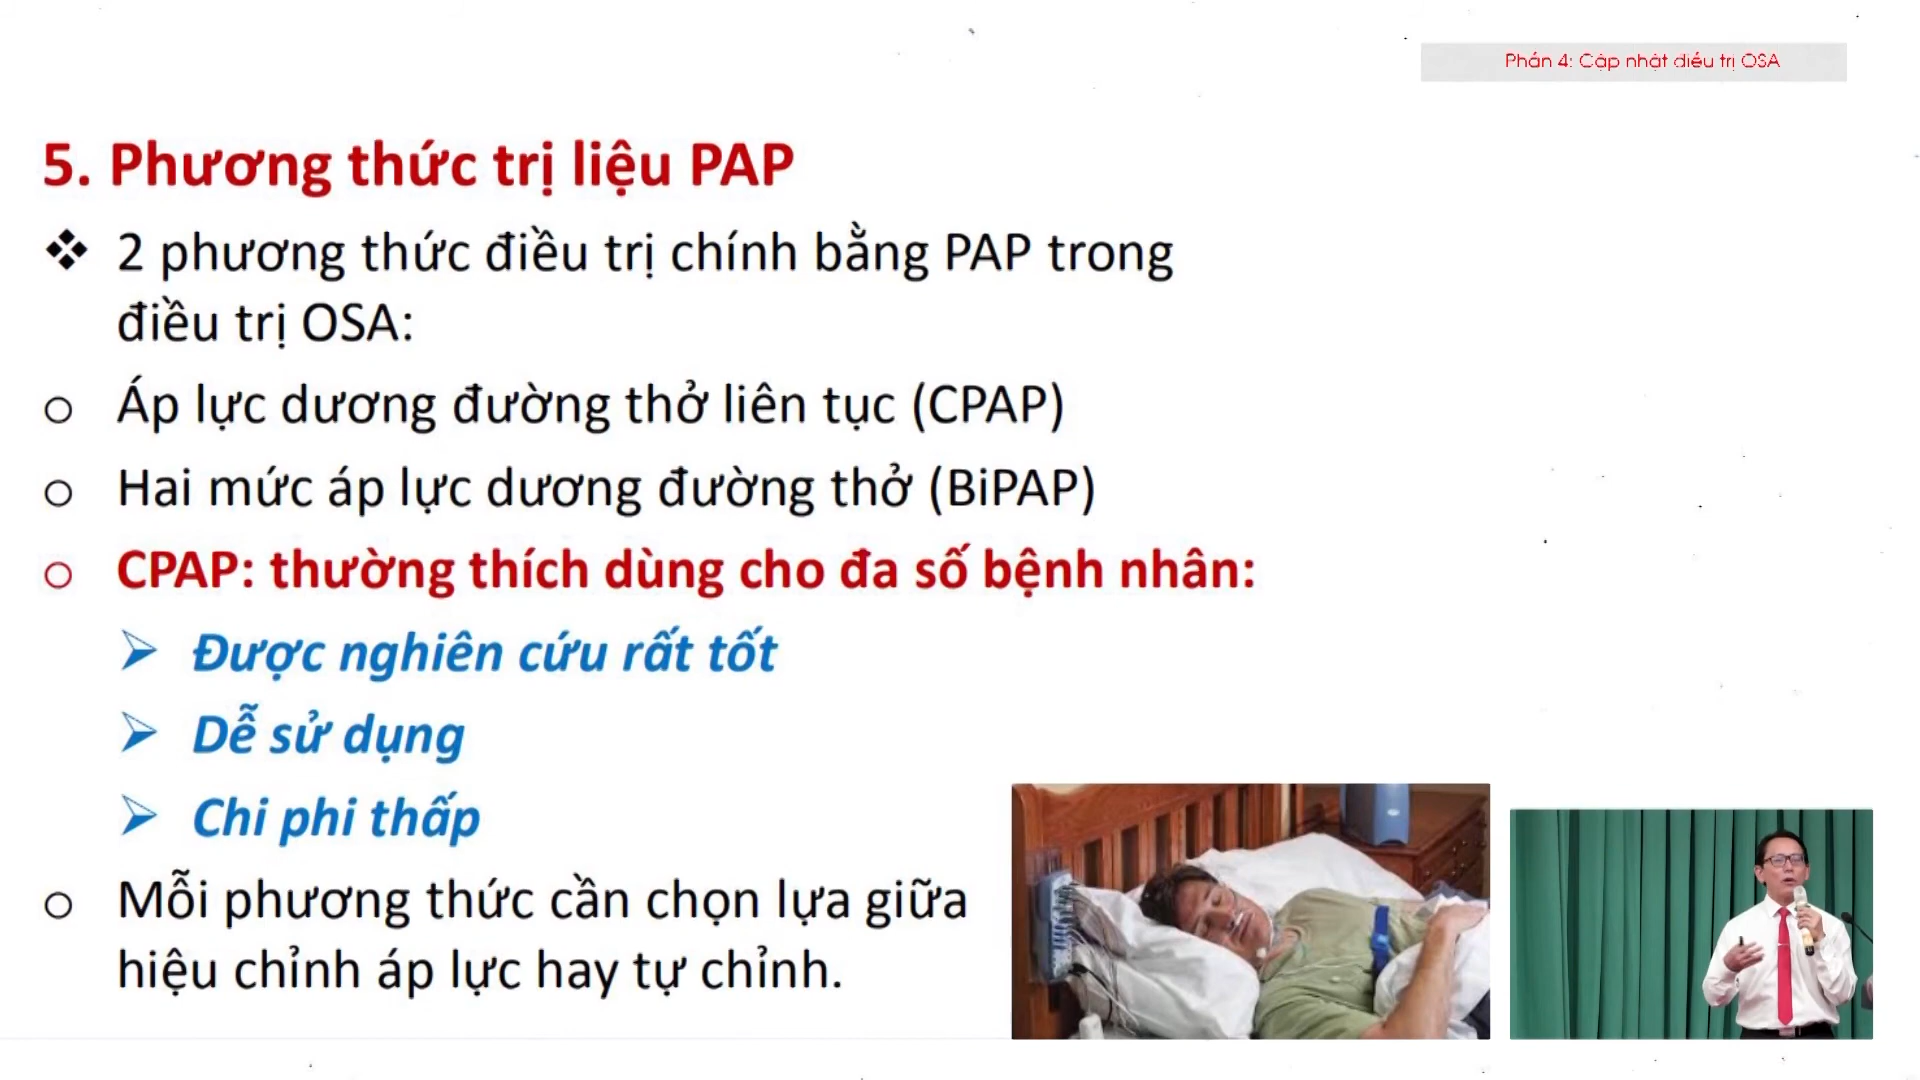 Phần 4: Cập nhật điều trị OSA
5. Phương thức trị liệu PAP
❖ 2 phương thức điều trị chính bằng PAP trong
điều trị OSA:
o Áp lực dương đường thở liên tục (CPAP)
o Hai mức áp lực dương đường thở (BiPAP)
o CPAP: thường thích dùng cho đa số bệnh nhân:
➢ Được nghiên cứu rất tốt
➢ Dễ sử dụng
➢ Chi phi thấp
o Mỗi phương thức cần chọn lựa giữa
hiệu chỉnh áp lực hay tự chỉnh.